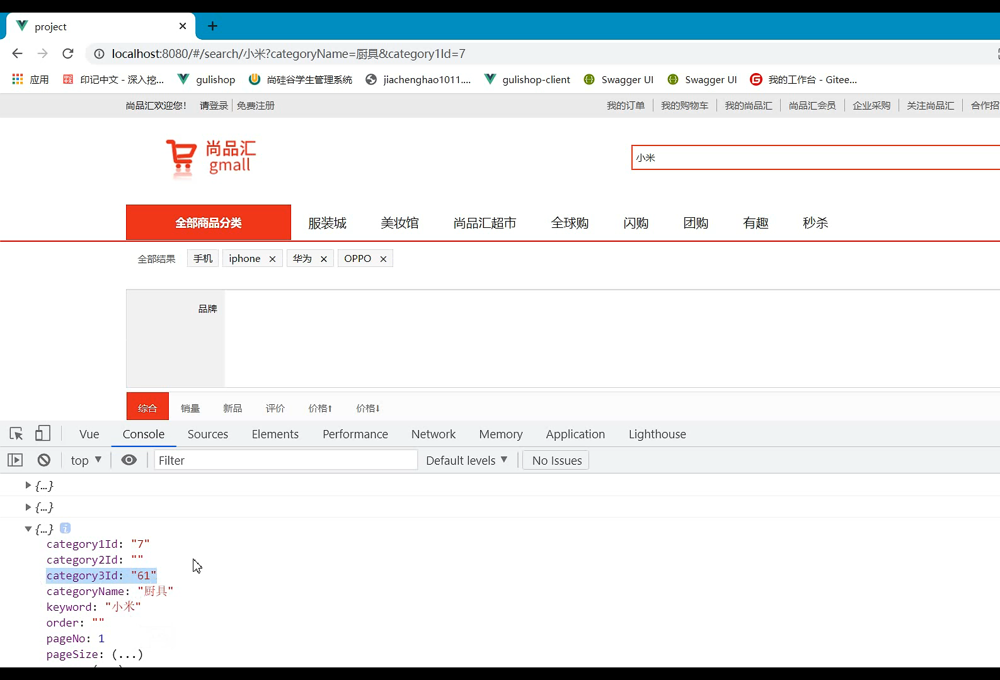 project
localhost:8080/#/search/小米?categoryName=厨具&category1Id=7
应用 印记中文 - 深入挖... gulishop 尚硅谷学生管理系统 jiachenghao1011.... gulishop-client Swagger UI Swagger UI 我的工作台 - Gitee...
尚品汇欢迎您! 请登录 免费注册 我的订单 我的购物车 我的尚品汇 尚品汇会员 企业采购 关注尚品汇 合作招
尚品汇
gmall
小米
全部商品分类 服装城 美妆馆 尚品汇超市 全球购 闪购 团购 有趣 秒杀
全部结果 手机 iphone × 华为 × OPPO ×
品牌
综合 销量 新品 评价 价格⬆ 价格⬇
Vue Console Sources Elements Performance Network Memory Application Lighthouse
top ▼ Filter Default levels ▼ No Issues
▶ {…}
▶ {…}
▼ {…} i
category1Id: "7"
category2Id: ""
category3Id: "61"
categoryName: "厨具"
keyword: "小米"
order: ""
pageNo: 1
pageSize: (...)